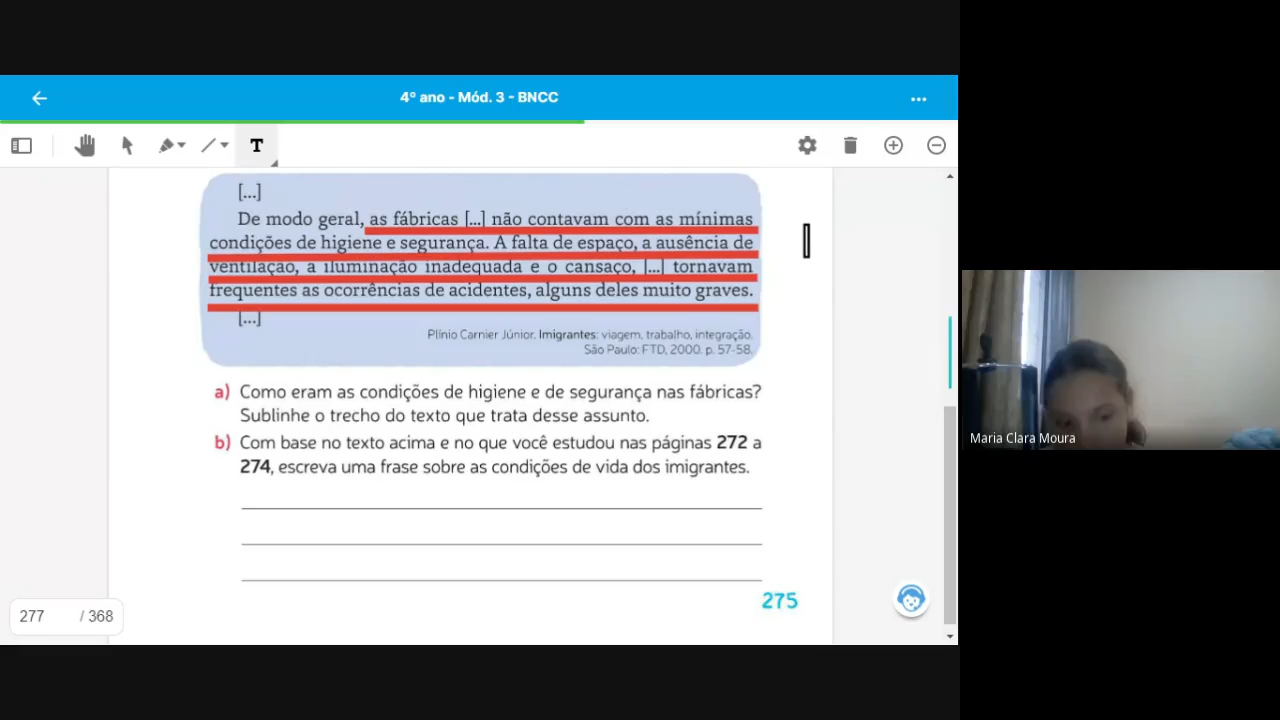 4º ano - Mód. 3 - BNCC
T
[...]
De modo geral, as fábricas [...] não contavam com as mínimas
condições de higiene e segurança. A falta de espaço, a ausência de
ventilação, a iluminação inadequada e o cansaço, [...] tornavam
frequentes as ocorrências de acidentes, alguns deles muito graves.
[...]
Plínio Carnier Júnior. Imigrantes: viagem, trabalho, integração.
São Paulo: FTD, 2000. p. 57-58.
a) Como eram as condições de higiene e de segurança nas fábricas?
Sublinhe o trecho do texto que trata desse assunto.
b) Com base no texto acima e no que você estudou nas páginas 272 a
274, escreva uma frase sobre as condições de vida dos imigrantes.
275
277 / 368
Maria Clara Moura